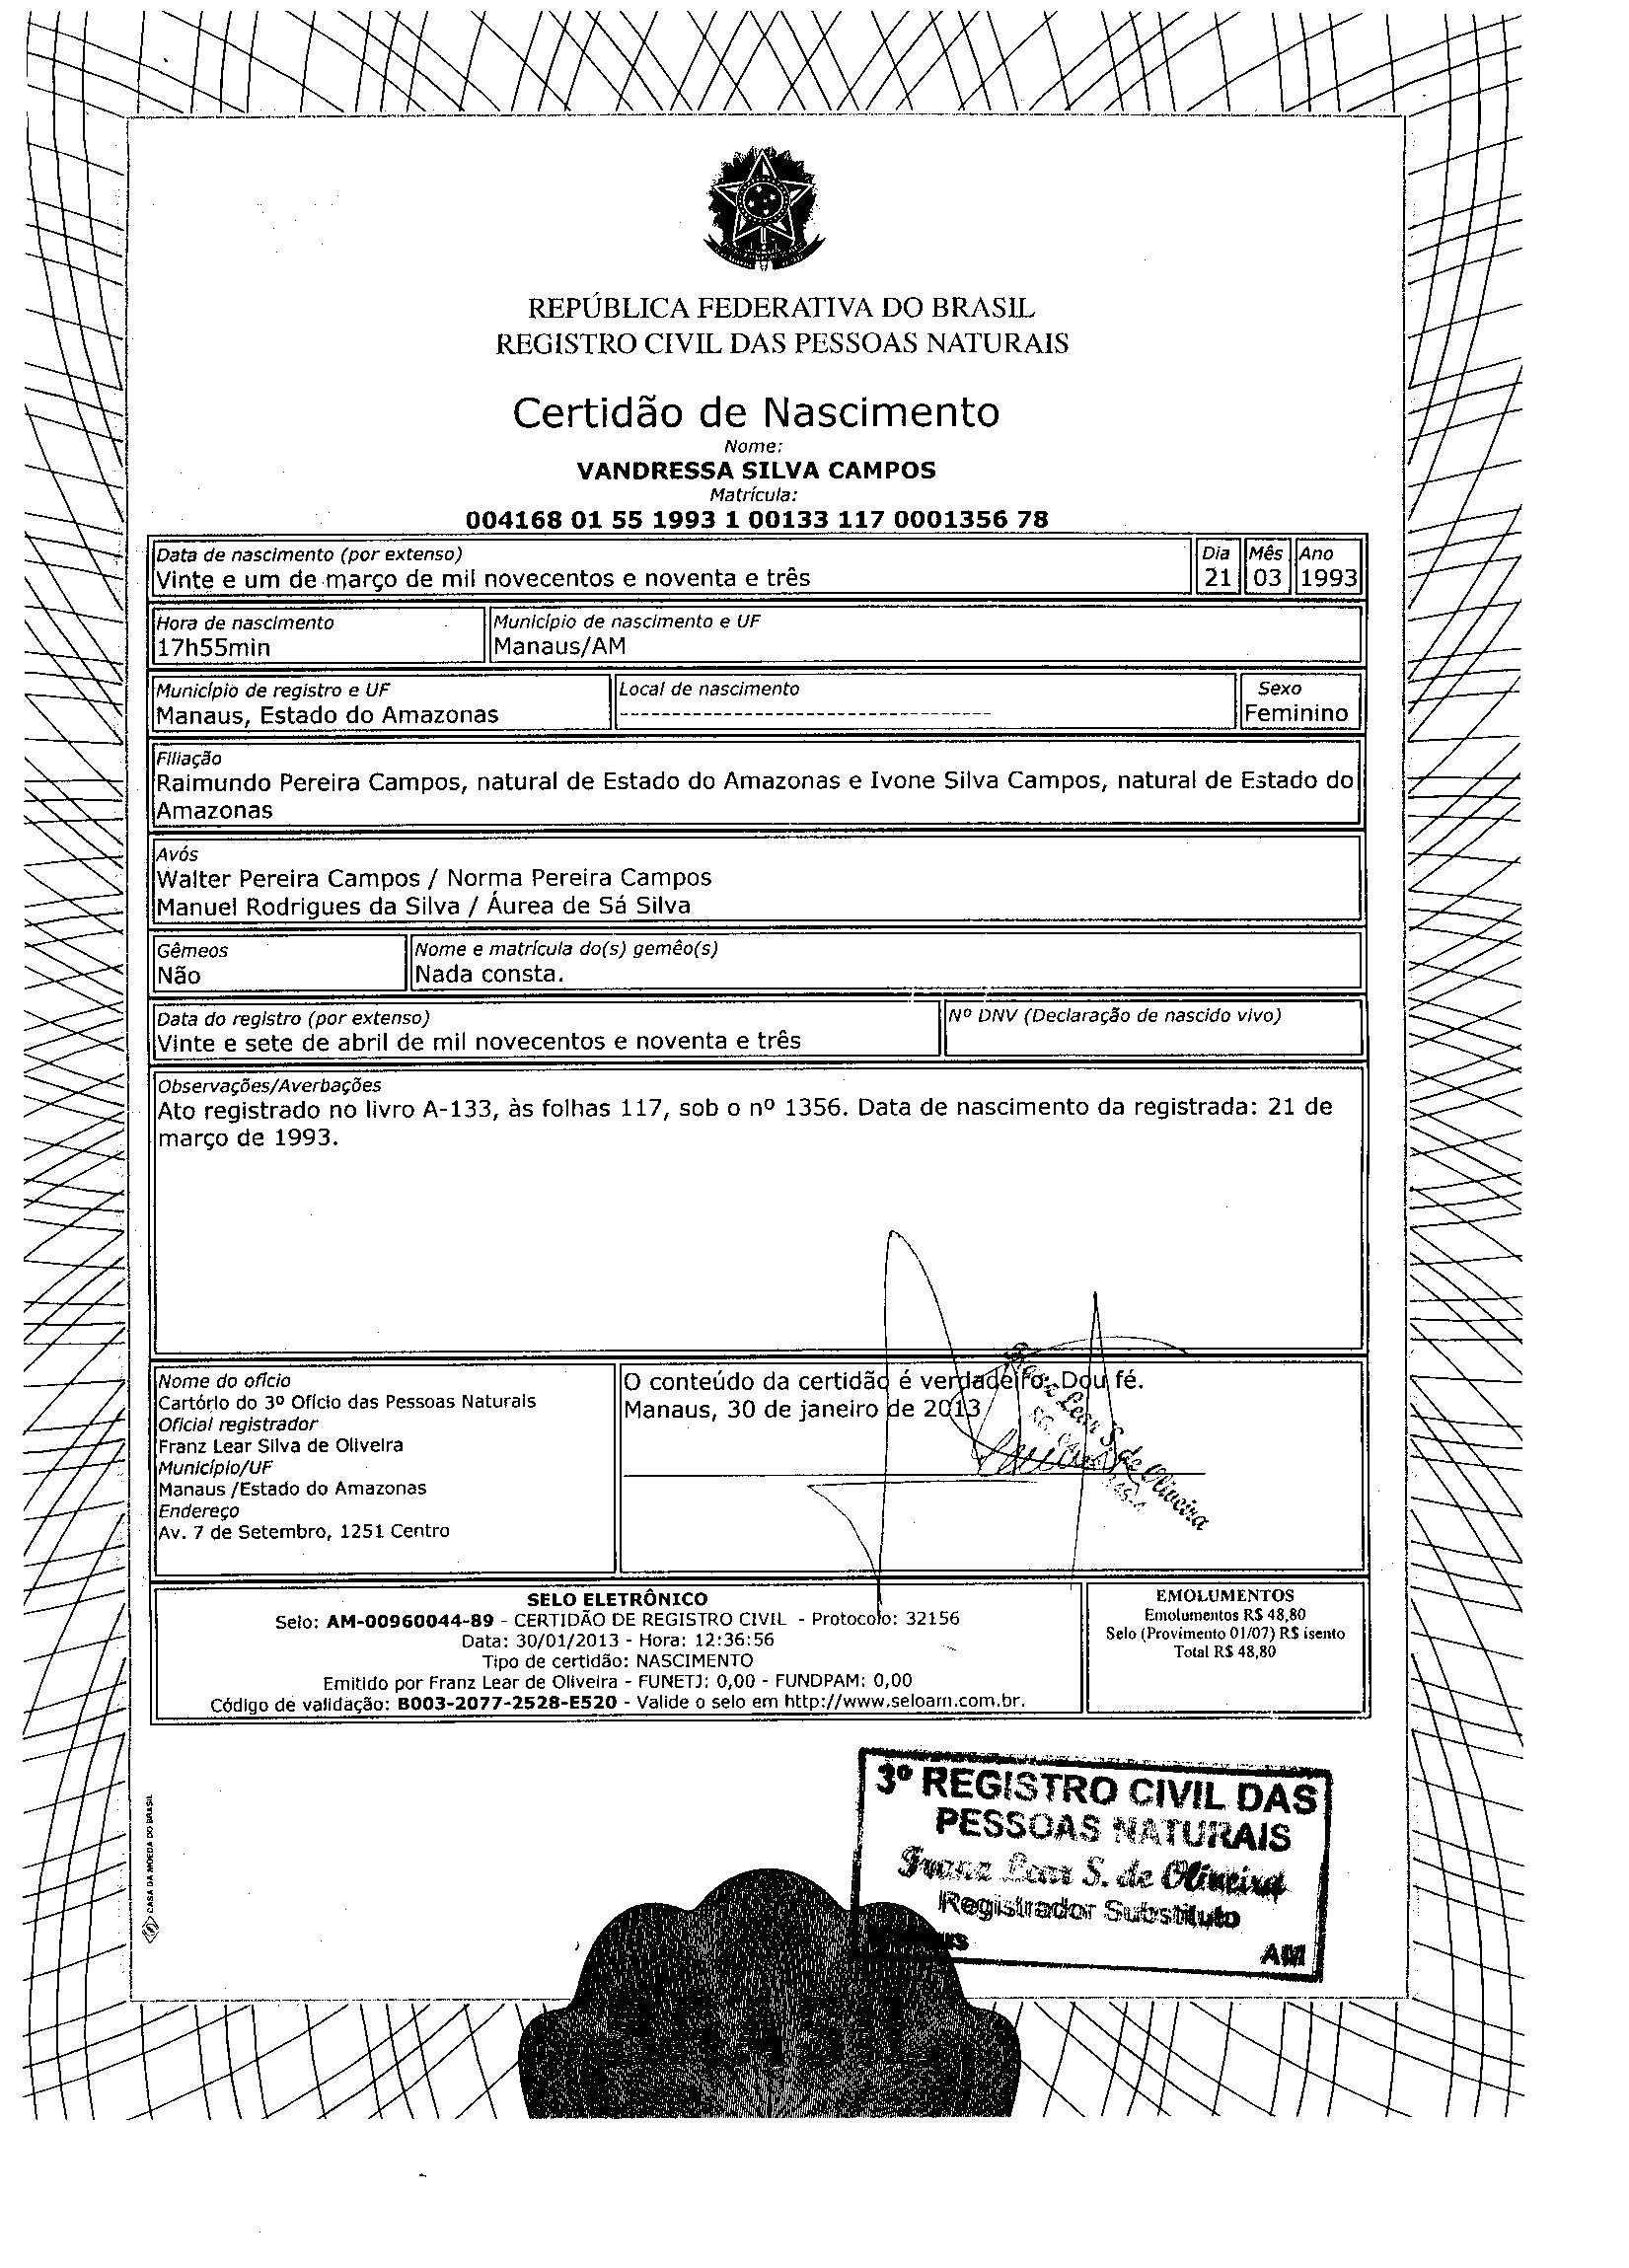 REPÚBLICA FEDERATIVA DO BRASIL
REGISTRO CIVIL DAS PESSOAS NATURAIS
Certidão de Nascimento
Nome:
VANDRESSA SILVA CAMPOS
Matrícula:
004168 01 55 1993 1 00133 117 0001356 78
Data de nascimento (por extenso) Dia Mês Ano
Vinte e um de março de mil novecentos e noventa e três 21 03 1993
Hora de nascimento Município de nascimento e UF
17h55min Manaus/AM
Município de registro e UF Local de nascimento Sexo
Manaus, Estado do Amazonas ------------------------------------ Feminino
Filiação
Raimundo Pereira Campos, natural de Estado do Amazonas e Ivone Silva Campos, natural de Estado do
Amazonas
Avós
Walter Pereira Campos / Norma Pereira Campos
Manuel Rodrigues da Silva / Áurea de Sá Silva
Gêmeos Nome e matrícula do(s) gemêo(s)
Não Nada consta.
Data do registro (por extenso) Nº DNV (Declaração de nascido vivo)
Vinte e sete de abril de mil novecentos e noventa e três
Observações/Averbações
Ato registrado no livro A-133, às folhas 117, sob o nº 1356. Data de nascimento da registrada: 21 de
março de 1993.
Nome do ofício
Cartório do 3º Ofício das Pessoas Naturais
Oficial registrador
Franz Lear Silva de Oliveira
Município/UF
Manaus /Estado do Amazonas
Endereço
Av. 7 de Setembro, 1251 Centro
O conteúdo da certidão é verdadeiro. Dou fé.
Manaus, 30 de janeiro de 2013
Franz Lear S. de Oliveira
SELO ELETRÔNICO
Selo: AM-00960044-89 - CERTIDÃO DE REGISTRO CIVIL - Protocolo: 32156
Data: 30/01/2013 - Hora: 12:36:56
Tipo de certidão: NASCIMENTO
Emitido por Franz Lear de Oliveira - FUNETJ: 0,00 - FUNDPAM: 0,00
Código de validação: B003-2077-2528-E520 - Valide o selo em http://www.seloam.com.br.
EMOLUMENTOS
Emolumentos R$ 48,80
Selo (Provimento 01/07) R$ isento
Total R$ 48,80
CASA DA MOEDA DO BRASIL
3º REGISTRO CIVIL DAS
PESSOAS NATURAIS
Franz Lear S. de Oliveira
Registrador Substituto
AM